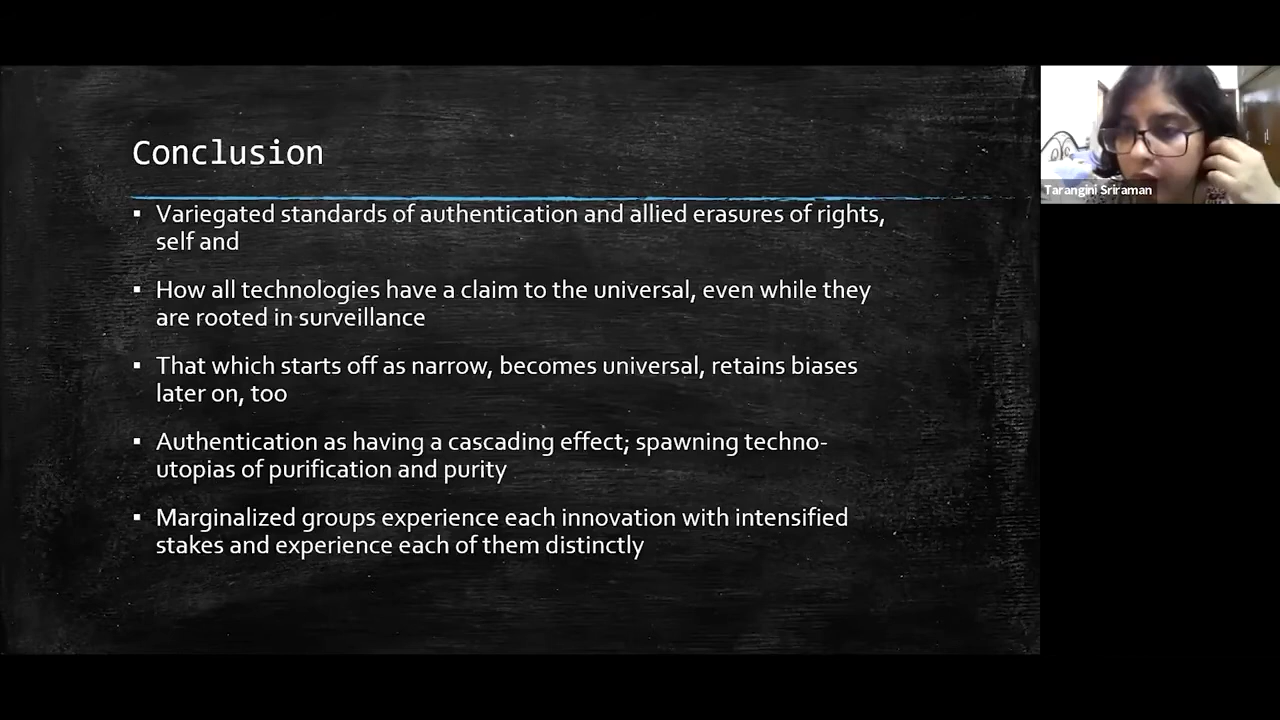 Conclusion
▪ Variegated standards of authentication and allied erasures of rights,
self and
▪ How all technologies have a claim to the universal, even while they
are rooted in surveillance
▪ That which starts off as narrow, becomes universal, retains biases
later on, too
▪ Authentication as having a cascading effect; spawning techno-
utopias of purification and purity
▪ Marginalized groups experience each innovation with intensified
stakes and experience each of them distinctly
Tarangini Sriraman